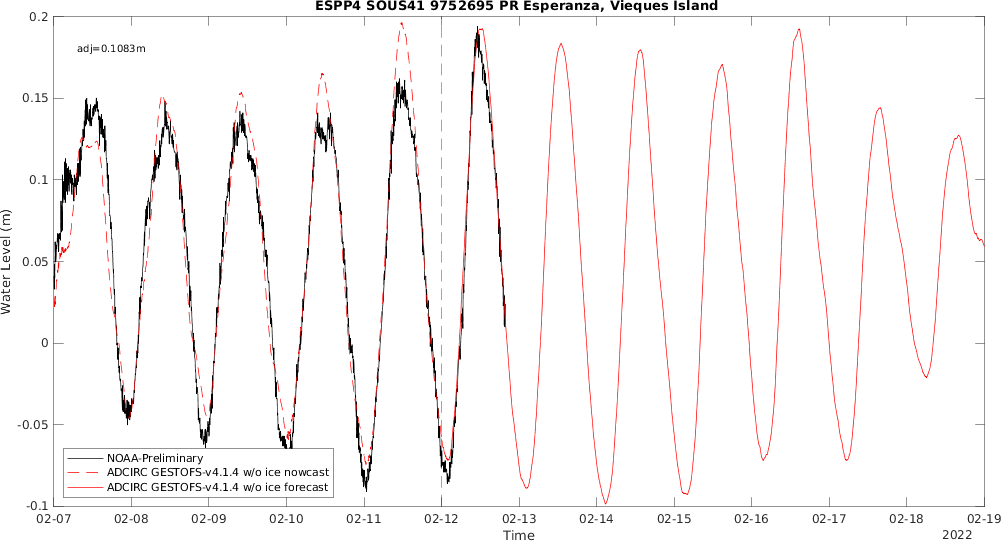 ESPP4 SOUS41 9752695 PR Esperanza, Vieques Island
adj=0.1083m
0.2
0.15
0.1
0.05
0
-0.05
-0.1
Water Level (m)
NOAA-Preliminary
ADCIRC GESTOFS-v4.1.4 w/o ice nowcast
ADCIRC GESTOFS-v4.1.4 w/o ice forecast
02-07 02-08 02-09 02-10 02-11 02-12 02-13 02-14 02-15 02-16 02-17 02-18 02-19
Time
2022